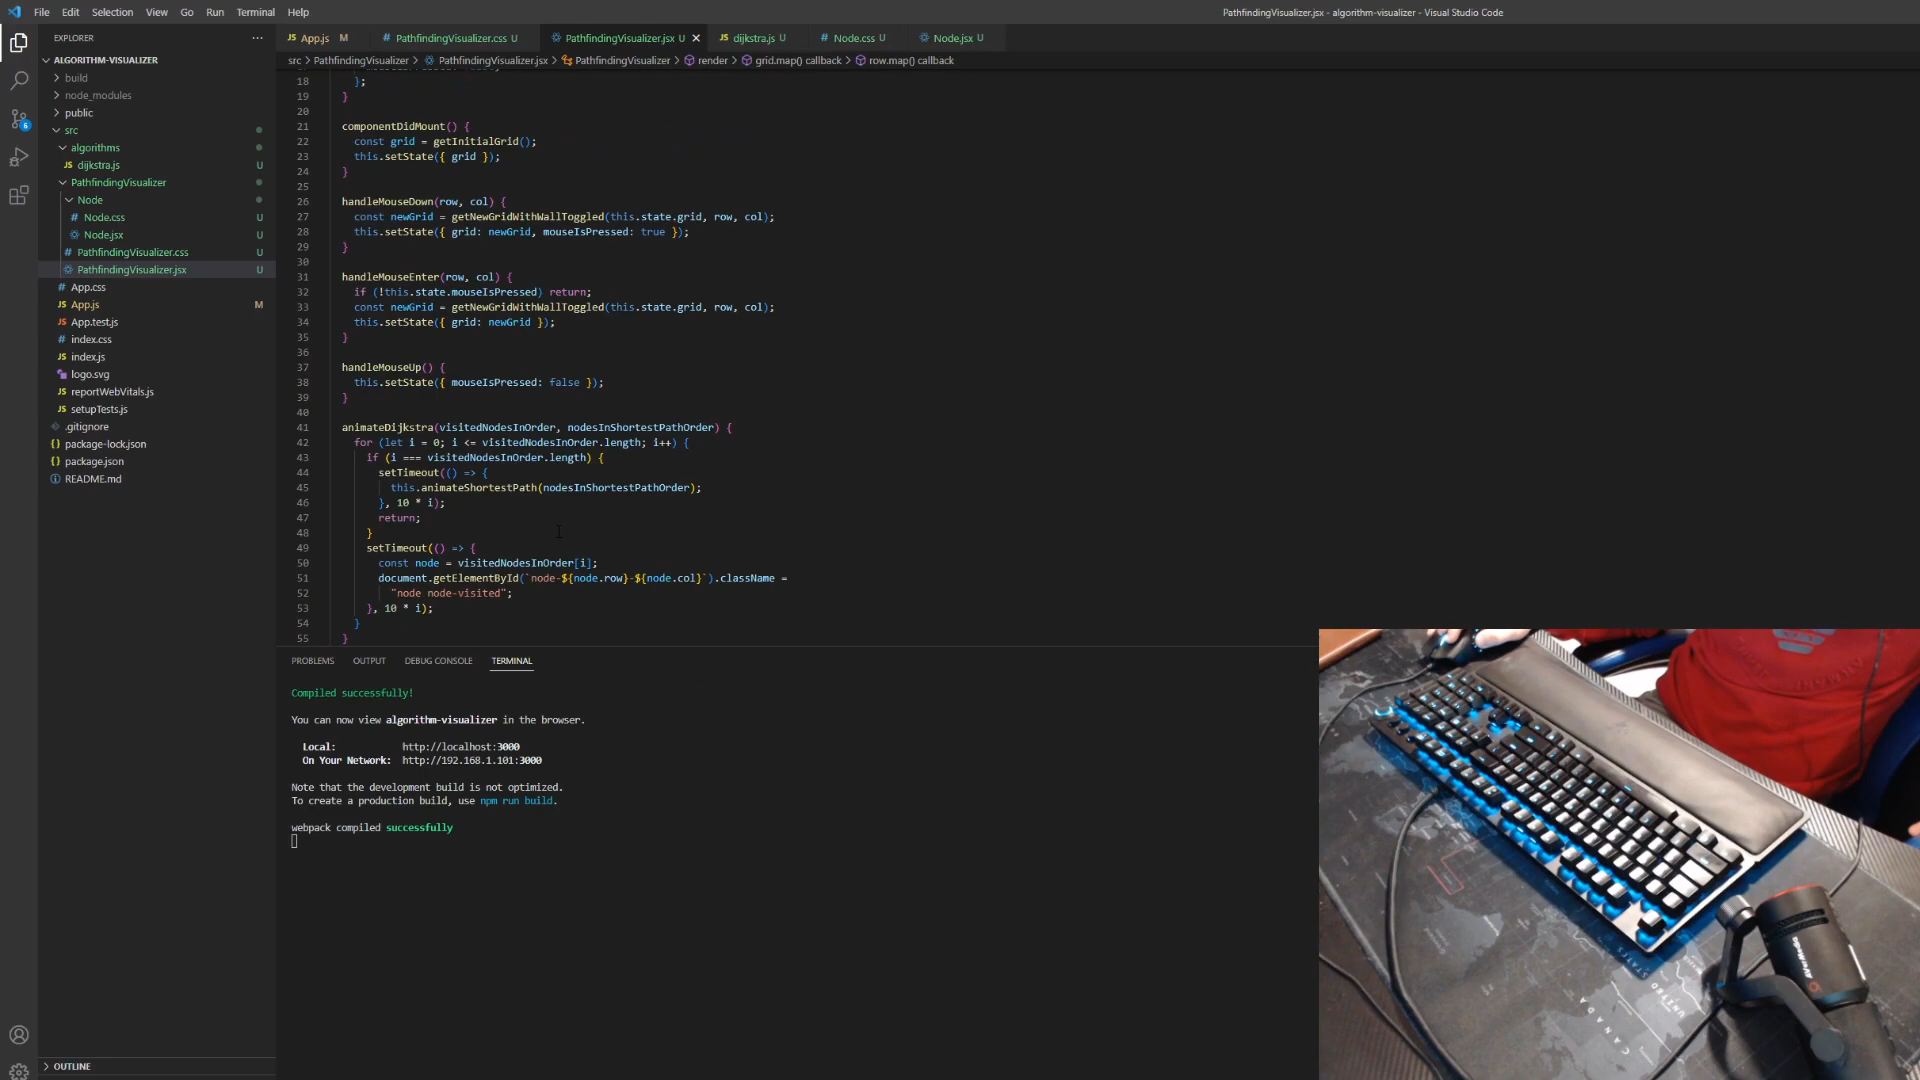 File Edit Selection View Go Run Terminal Help
PathfindingVisualizer.jsx - algorithm-visualizer - Visual Studio Code
EXPLORER ...
App.js M
PathfindingVisualizer.css U
PathfindingVisualizer.jsx U
dijkstra.js U
Node.css U
Node.jsx U
src > PathfindingVisualizer > PathfindingVisualizer.jsx > PathfindingVisualizer > render > grid.map() callback > row.map() callback
ALGORITHM-VISUALIZER
build
node_modules
public
src
algorithms
dijkstra.js U
PathfindingVisualizer
Node
Node.css U
Node.jsx U
PathfindingVisualizer.css U
PathfindingVisualizer.jsx U
App.css
App.js M
App.test.js
index.css
index.js
logo.svg
reportWebVitals.js
setupTests.js
.gitignore
package-lock.json
package.json
README.md
OUTLINE
6
18 };
19 }
20
21 componentDidMount() {
22 const grid = getInitialGrid();
23 this.setState({ grid });
24 }
25
26 handleMouseDown(row, col) {
27 const newGrid = getNewGridWithWallToggled(this.state.grid, row, col);
28 this.setState({ grid: newGrid, mouseIsPressed: true });
29 }
30
31 handleMouseEnter(row, col) {
32 if (!this.state.mouseIsPressed) return;
33 const newGrid = getNewGridWithWallToggled(this.state.grid, row, col);
34 this.setState({ grid: newGrid });
35 }
36
37 handleMouseUp() {
38 this.setState({ mouseIsPressed: false });
39 }
40
41 animateDijkstra(visitedNodesInOrder, nodesInShortestPathOrder) {
42 for (let i = 0; i <= visitedNodesInOrder.length; i++) {
43 if (i === visitedNodesInOrder.length) {
44 setTimeout(() => {
45 this.animateShortestPath(nodesInShortestPathOrder);
46 }, 10 * i);
47 return;
48 }
49 setTimeout(() => {
50 const node = visitedNodesInOrder[i];
51 document.getElementById(`node-${node.row}-${node.col}`).className =
52 "node node-visited";
53 }, 10 * i);
54 }
55 }
PROBLEMS OUTPUT DEBUG CONSOLE TERMINAL
Compiled successfully!
You can now view algorithm-visualizer in the browser.
Local: http://localhost:3000
On Your Network: http://192.168.1.101:3000
Note that the development build is not optimized.
To create a production build, use npm run build.
webpack compiled successfully
CANADA
AVerMedia